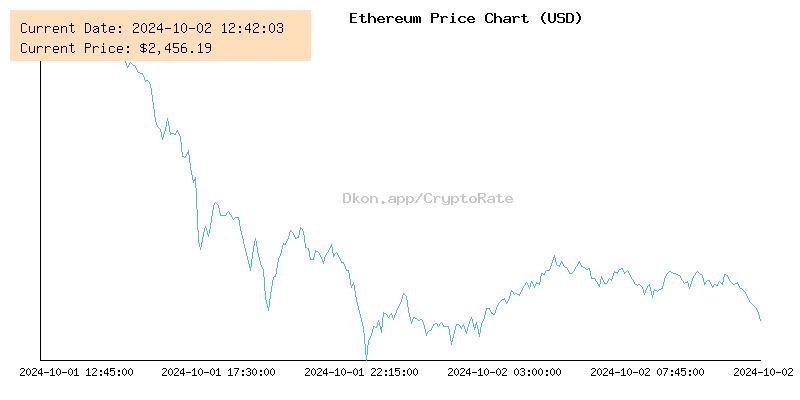 Ethereum Price Chart (USD)
Current Date: 2024-10-02 12:42:03
Current Price: $2,456.19
Dkon.app/CryptoRate
2024-10-01 12:45:00
2024-10-01 17:30:00
2024-10-01 22:15:00
2024-10-02 03:00:00
2024-10-02 07:45:00
2024-10-02